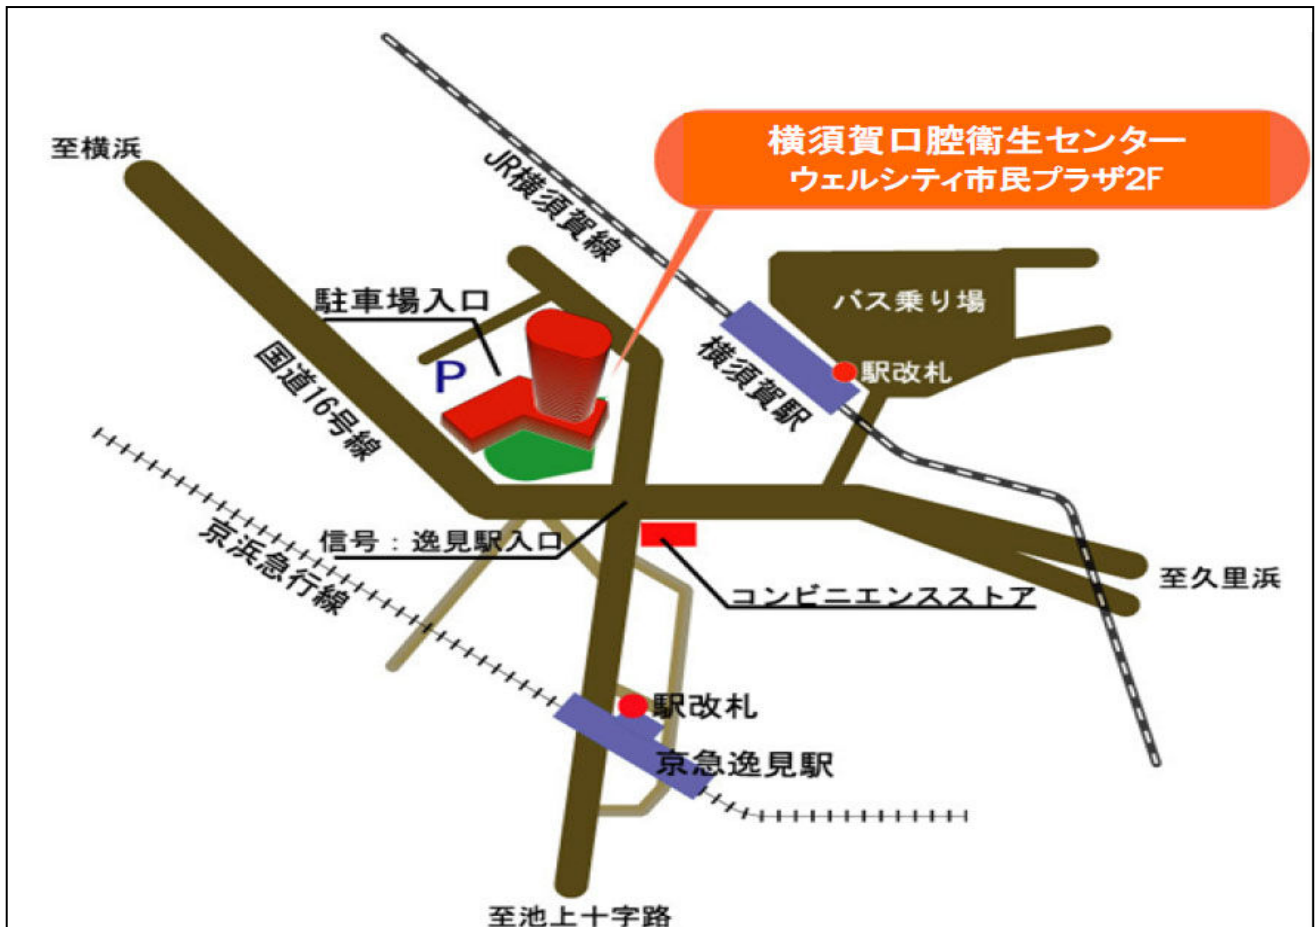 至横浜
JR横須賀線
横須賀口腔衛生センター
ウェルシティ市民プラザ2F
駐車場入口
P
バス乗り場
国道16号線
横須賀駅
駅改札
京浜急行線
信号：逸見駅入口
コンビニエンスストア
至久里浜
駅改札
京急逸見駅
至池上十字路